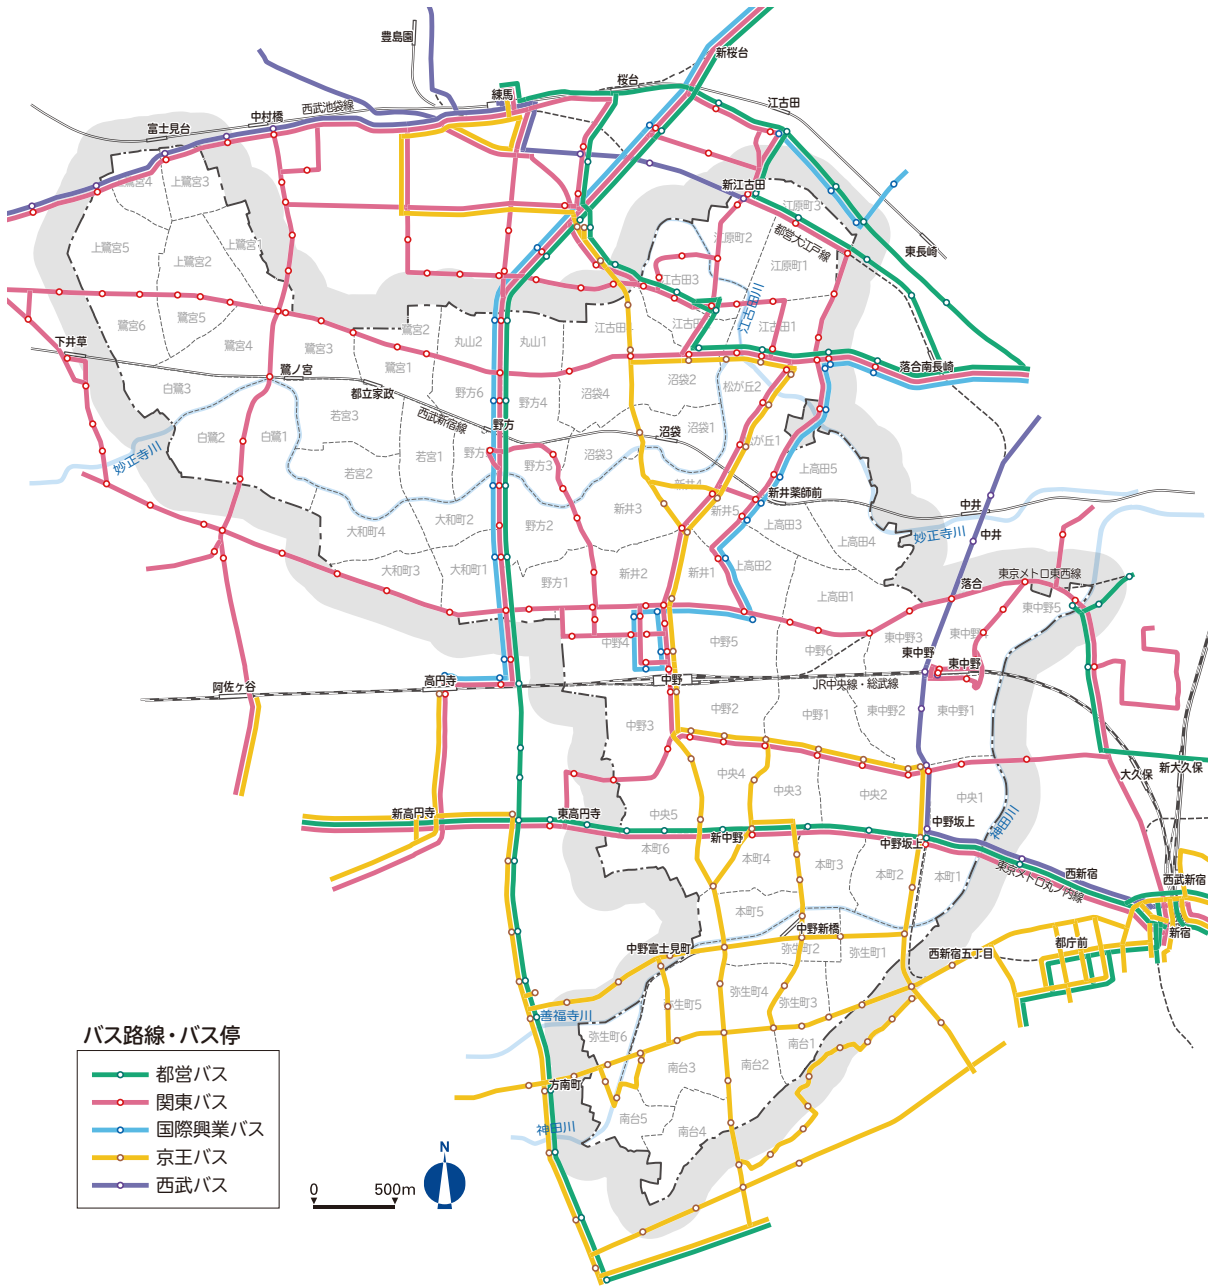 豊島園
新桜台
桜台
練馬
江古田
西武池袋線
中村橋
富士見台
上鷺宮4
上鷺宮3
新江古田
江原町3
東長崎
上鷺宮5
上鷺宮2
上鷺宮1
江原町2
都営大江戸線
江原町1
江古田3
江古田川
鷺宮6
鷺宮5
鷺宮2
江古田4
江古田2
江古田1
下井草
鷺宮4
鷺宮3
丸山2
丸山1
鷺ノ宮
鷺宮1
沼袋2
落合南長崎
白鷺3
都立家政
野方6
野方4
沼袋4
松が丘2
若宮3
西武新宿線
野方
沼袋
沼袋1
白鷺2
白鷺1
松が丘1
妙正寺川
若宮2
若宮1
野方5
野方3
沼袋3
上高田5
新井4
新井薬師前
中井
新井3
新井5
大和町4
大和町2
野方2
上高田3
妙正寺川
中井
上高田4
大和町3
大和町1
野方1
新井2
新井1
上高田2
東京メトロ東西線
落合
上高田1
東中野5
中野4
中野5
中野6
東中野3
東中野4
東中野
東中野
阿佐ケ谷
高円寺
中野
JR中央線・総武線
中野3
中野2
中野1
東中野2
東中野1
中央4
新大久保
大久保
中央3
中央2
中央1
新高円寺
東高円寺
中央5
新中野
中野坂上
神田川
中野坂上
本町6
本町4
本町3
本町2
本町1
西新宿
東京メトロ丸ノ内線
西武新宿
本町5
中野新橋
新宿
中野富士見町
弥生町2
弥生町1
西新宿五丁目
都庁前
弥生町5
弥生町4
弥生町3
善福寺川
弥生町6
南台1
南台3
南台2
方南町
南台5
南台4
神田川
バス路線・バス停
都営バス
関東バス
国際興業バス
京王バス
西武バス
0 500m
N